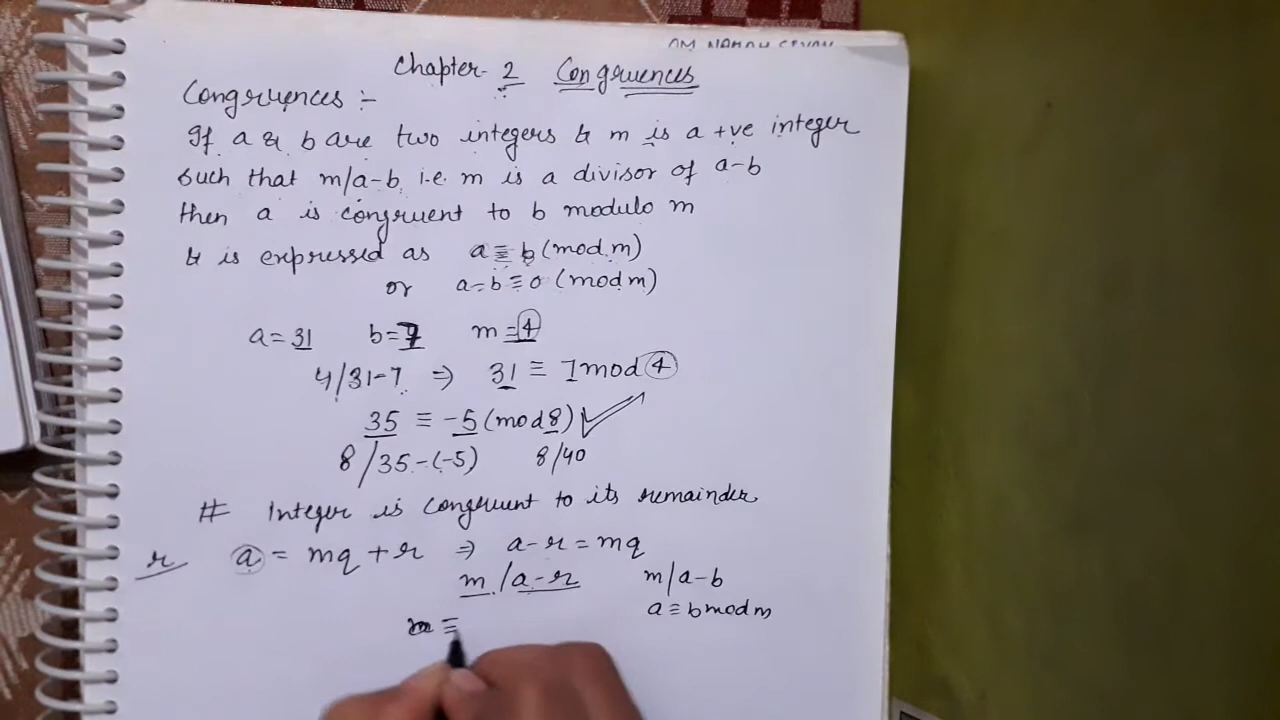 Chapter-2 Congruences
Congruences :-
If a & b are two integers & m is a +ve integer
such that m/a-b, i.e. m is a divisor of a-b
then a is congruent to b modulo m
& is expressed as a ≡ b (mod m)
or a-b ≡ 0 (mod m)
a = 31 b = 7 m = 4
4/31-7 ⇒ 31 ≡ 7 mod 4
35 ≡ -5 (mod 8)
8/35-(-5) 8/40
# Integer is congruent to its remainder
r a = mq + r ⇒ a-r = mq
m/a-r m/a-b
a ≡ b mod m
≡